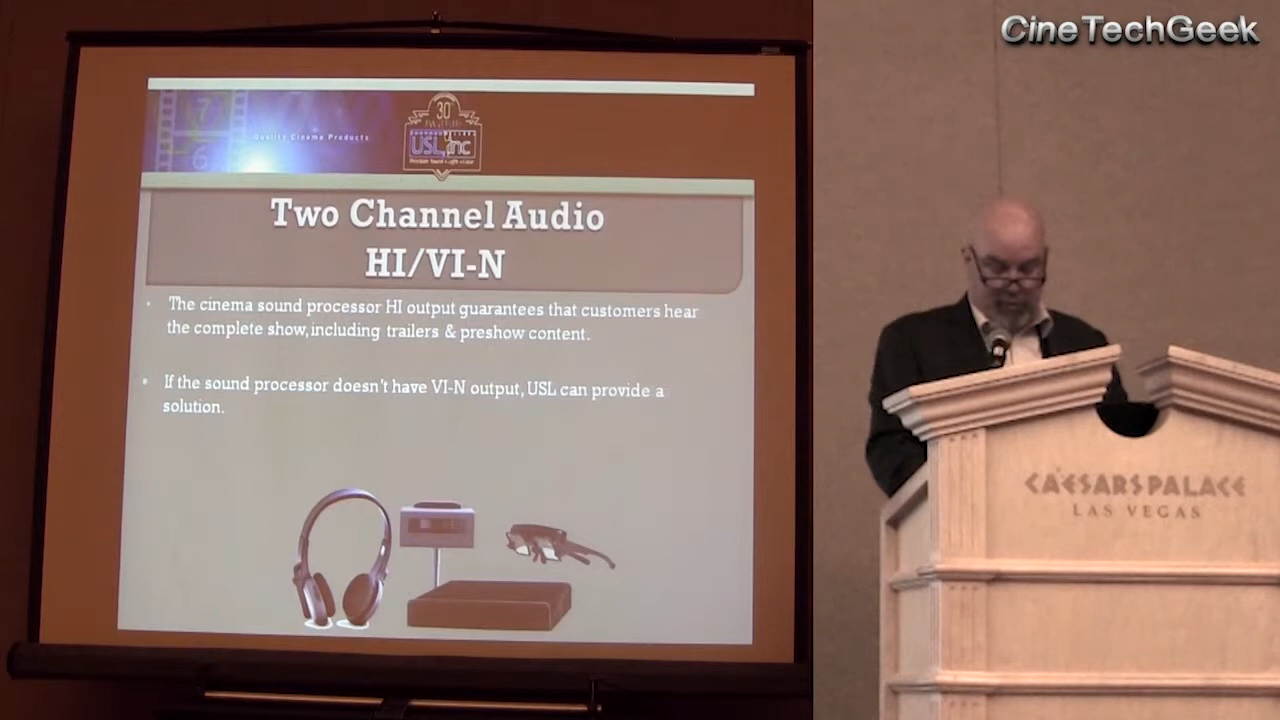 CineTechGeek
Quality Cinema Products
30
USL, inc
Two Channel Audio
HI/VI-N
• The cinema sound processor HI output guarantees that customers hear
the complete show, including trailers & preshow content.
• If the sound processor doesn't have VI-N output, USL can provide a
solution.
CAESARS PALACE
LAS VEGAS